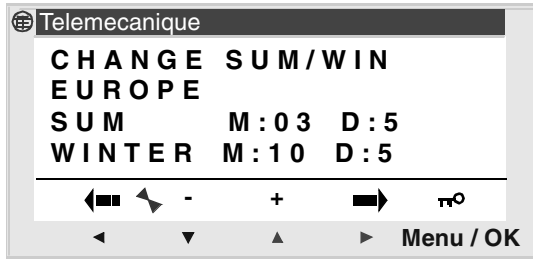 Telemecanique
CHANGE SUM/WIN
EUROPE
SUM M:03 D:5
WINTER M:10 D:5
- +
Menu / OK